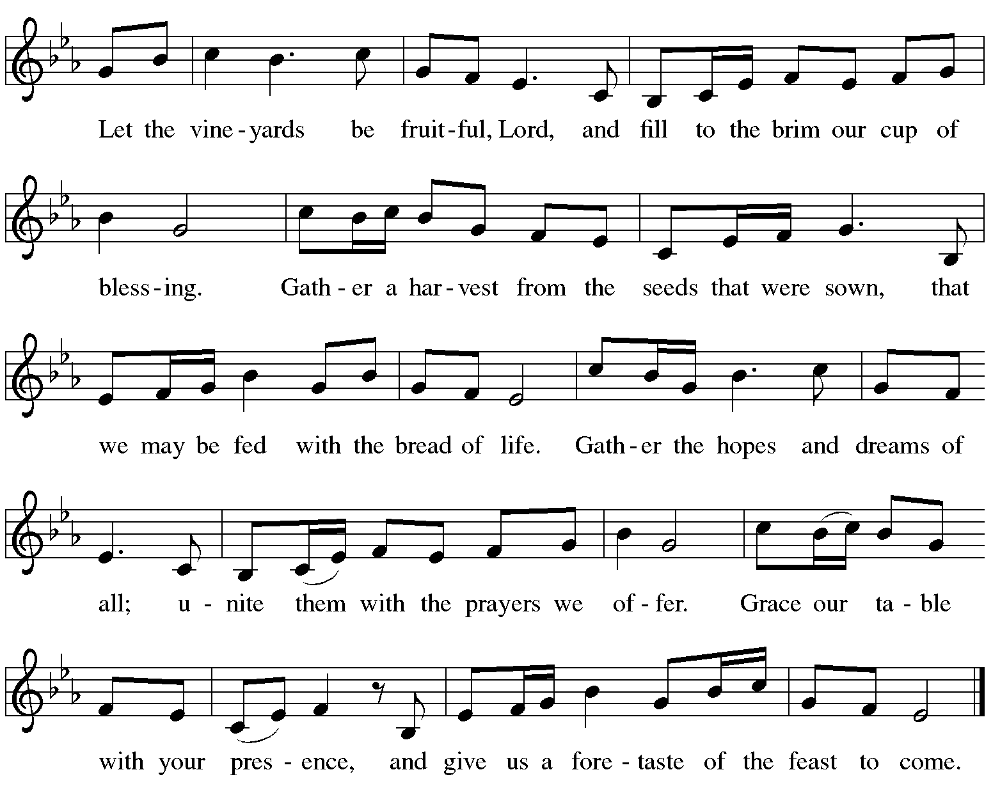 Let the vine - yards be fruit - ful, Lord, and fill to the brim our cup of
bless - ing. Gath - er a har - vest from the seeds that were sown, that
we may be fed with the bread of life. Gath - er the hopes and dreams of
all; u - nite them with the prayers we of - fer. Grace our ta - ble
with your pres - ence, and give us a fore - taste of the feast to come.